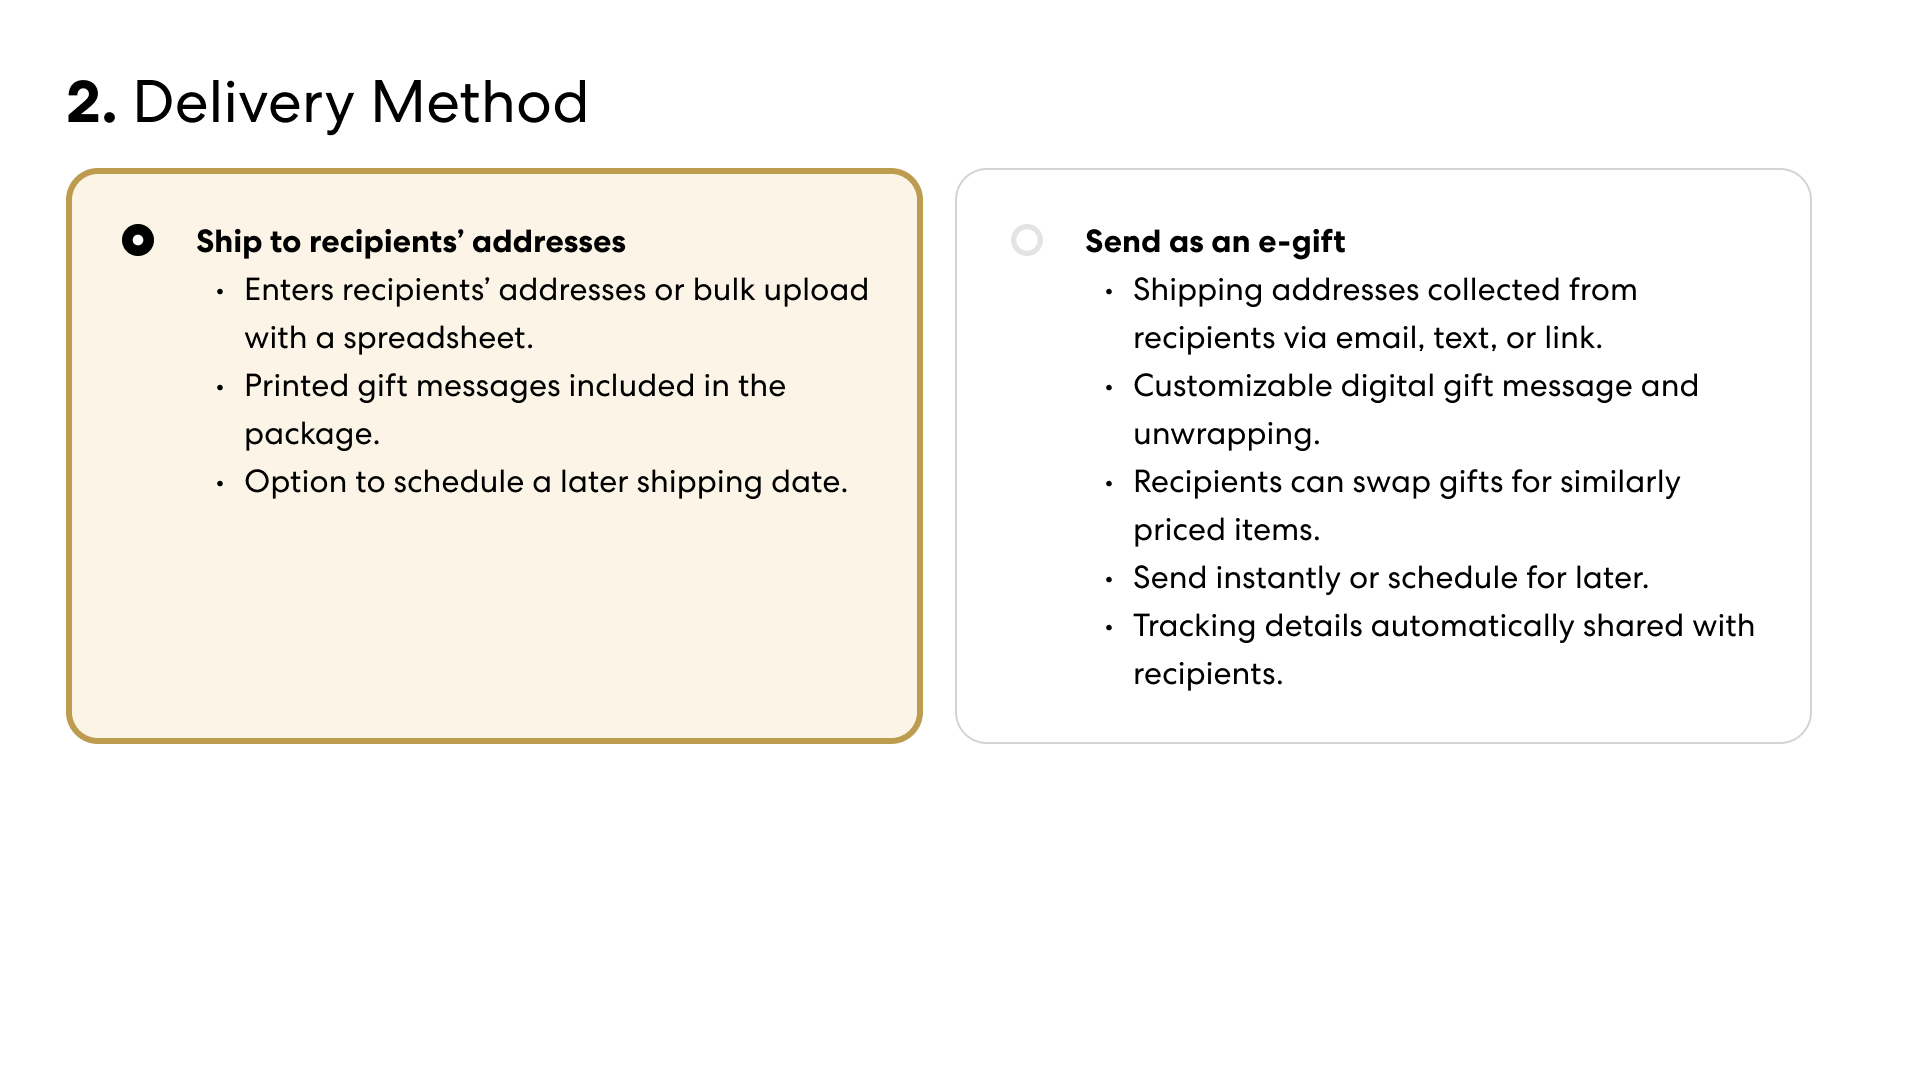 2. Delivery Method
Ship to recipients’ addresses
• Enters recipients’ addresses or bulk upload
with a spreadsheet.
• Printed gift messages included in the
package.
• Option to schedule a later shipping date.
Send as an e-gift
• Shipping addresses collected from
recipients via email, text, or link.
• Customizable digital gift message and
unwrapping.
• Recipients can swap gifts for similarly
priced items.
• Send instantly or schedule for later.
• Tracking details automatically shared with
recipients.